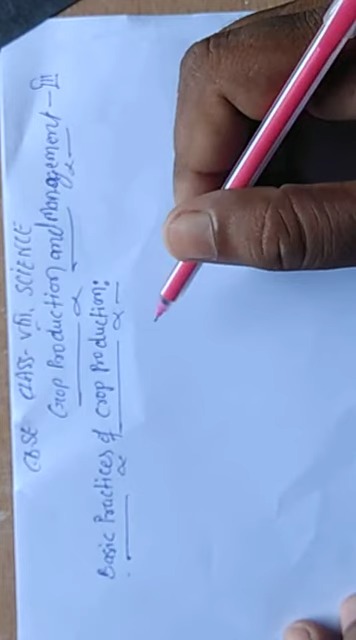 CBSE CLASS-VIII, SCIENCE
Crop Production and Management-II
Basic Practices of Crop Production: